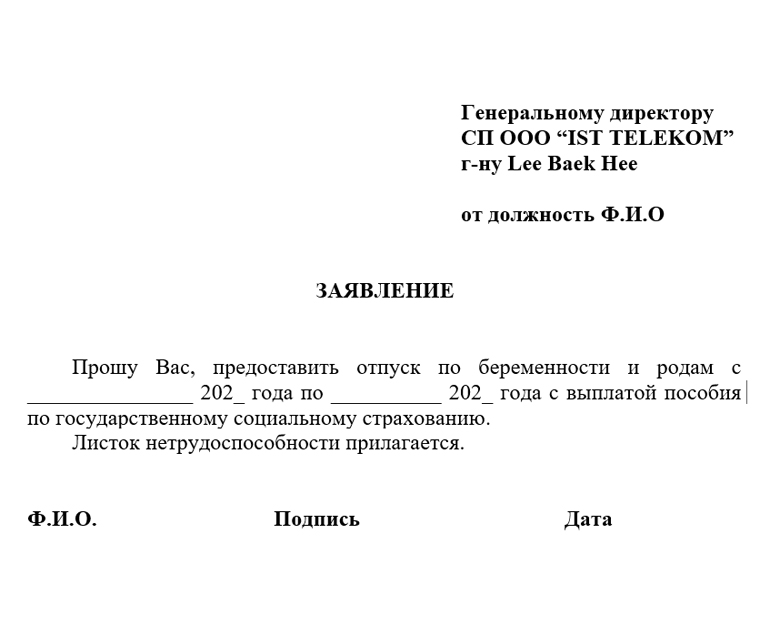 Генеральному директору
СП ООО “IST TELEKOM”
г-ну Lee Baek Hee
от должность Ф.И.О
ЗАЯВЛЕНИЕ
Прошу Вас, предоставить отпуск по беременности и родам с
_______________ 202_ года по __________ 202_ года с выплатой пособия
по государственному социальному страхованию.
Листок нетрудоспособности прилагается.
Ф.И.О. Подпись Дата